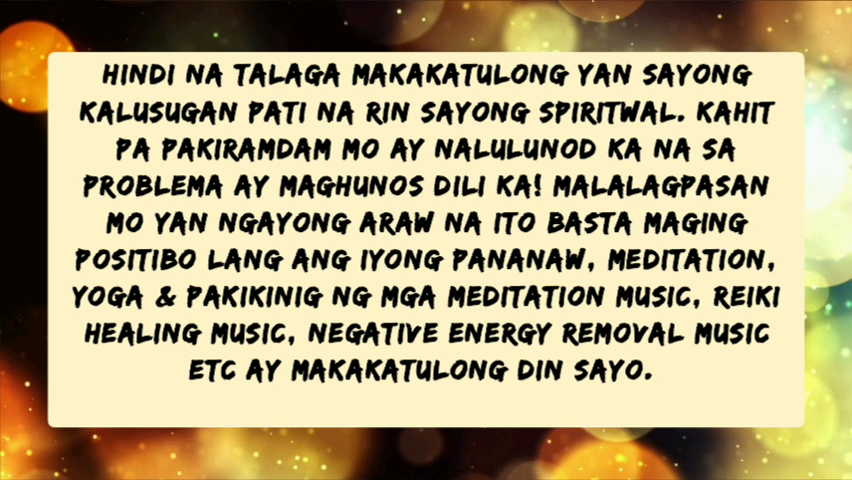 HINDI NA TALAGA MAKAKATULONG YAN SAYONG
KALUSUGAN PATI NA RIN SAYONG SPIRITWAL. KAHIT
PA PAKIRAMDAM MO AY NALULUNOD KA NA SA
PROBLEMA AY MAGHUNOS DILI KA! MALALAGPASAN
MO YAN NGAYONG ARAW NA ITO BASTA MAGING
POSITIBO LANG ANG IYONG PANANAW, MEDITATION,
YOGA & PAKIKINIG NG MGA MEDITATION MUSIC, REIKI
HEALING MUSIC, NEGATIVE ENERGY REMOVAL MUSIC
ETC AY MAKAKATULONG DIN SAYO.